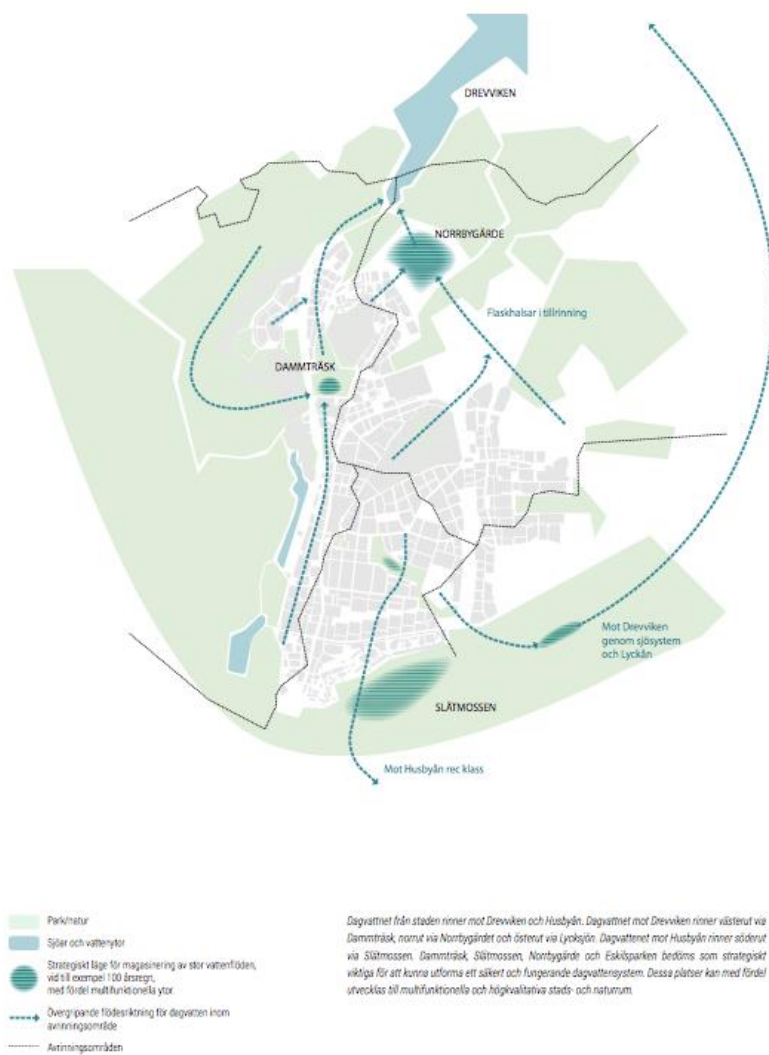 DREVVIKEN
NORRBYGÄRDE
Flaskhalsar i tillrinning
DAMMTRÄSK
Mot Drevviken
genom sjösystem
och Lyckån
SLÄTMOSSEN
Mot Husbyån rec klass
Park/natur
Sjöer och vattenytor
Strategiskt läge för magasinering av stor vattenflöden,
vid till exempel 100 årsregn,
med fördel multifunktionella ytor.
Övergripande flödesriktning för dagvatten inom
avrinningsområde
Avrinningsområden
Dagvattnet från staden rinner mot Drevviken och Husbyån. Dagvattnet mot Drevviken rinner västerut via
Dammträsk, norrut via Norrbygärdet och österut via Lycksjön. Dagvattenet mot Husbyån rinner söderut
via Slätmossen. Dammträsk, Slätmossen, Norrbygärde och Eskilsparken bedöms som strategiskt
viktiga för att kunna utforma ett säkert och fungerande dagvattensystem. Dessa platser kan med fördel
utvecklas till multifunktionella och högkvalitativa stads- och naturrum.